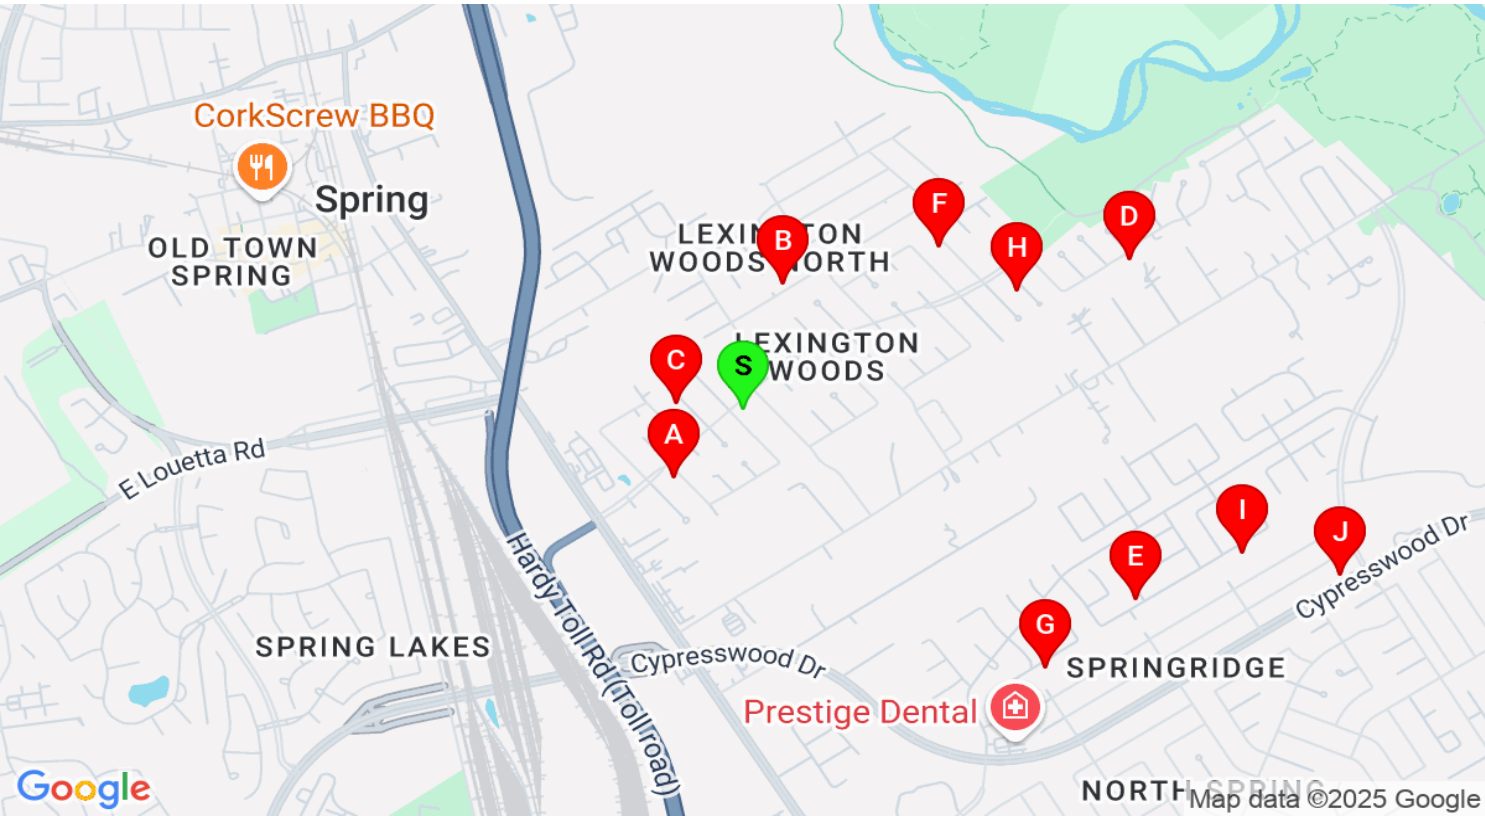 CorkScrew BBQ
Spring
OLD TOWN
SPRING
LEXINGTON
WOODS NORTH
B
F
H
D
LEXINGTON
WOODS
C
S
A
E Louetta Rd
Hardy Toll Rd (Toll road)
I
J
E
G
Cypresswood Dr
SPRING LAKES
Cypresswood Dr
SPRINGRIDGE
Prestige Dental
NORTH SPRING
Google
Map data ©2025 Google